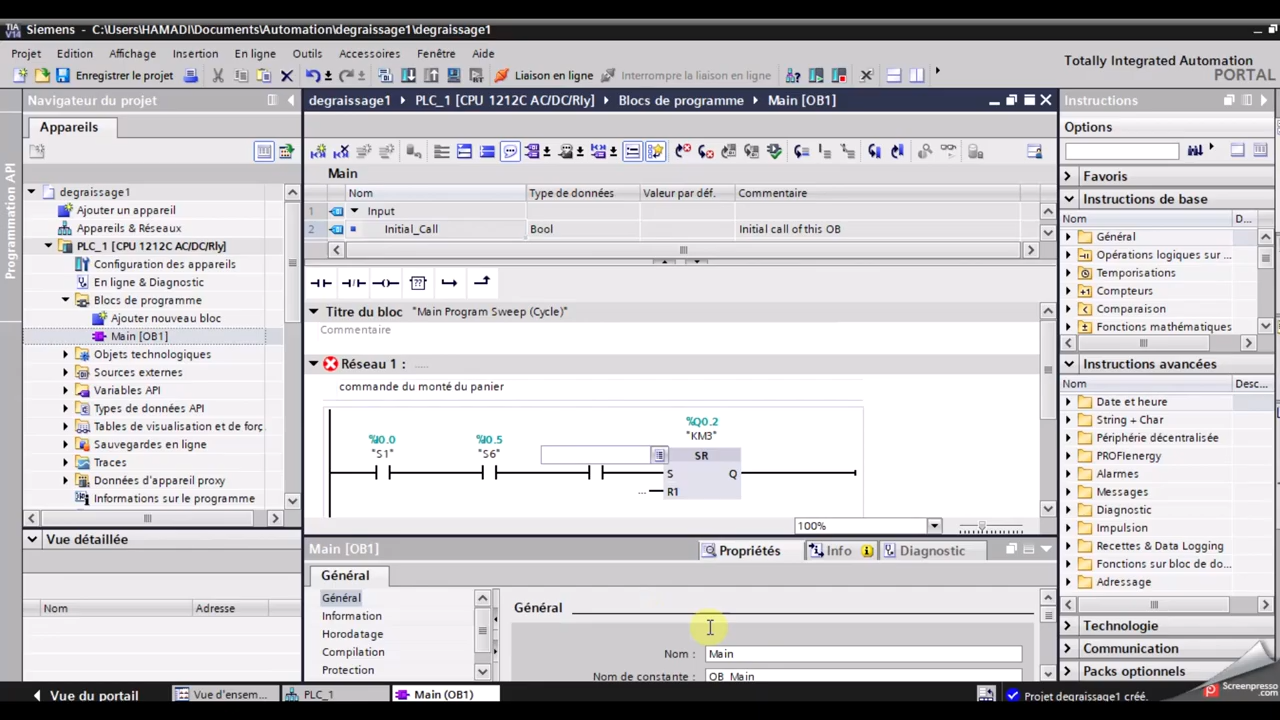 TIA V14 Siemens - C:\Users\HAMADI\Documents\Automation\degraissage1\degraissage1
Projet Edition Affichage Insertion En ligne Outils Accessoires Fenêtre Aide
Totally Integrated Automation
PORTAL
Enregistrer le projet Liaison en ligne Interrompre la liaison en ligne
Programmation API
Navigateur du projet
Appareils
degraissage1
Ajouter un appareil
Appareils & Réseaux
PLC_1 [CPU 1212C AC/DC/Rly]
Configuration des appareils
En ligne & Diagnostic
Blocs de programme
Ajouter nouveau bloc
Main [OB1]
Objets technologiques
Sources externes
Variables API
Types de données API
Tables de visualisation et de forç...
Sauvegardes en ligne
Traces
Données d'appareil proxy
Informations sur le programme
Vue détaillée
Nom Adresse
degraissage1 PLC_1 [CPU 1212C AC/DC/Rly] Blocs de programme Main [OB1]
Main
Nom Type de données Valeur par déf. Commentaire
1 Input
2 Initial_Call Bool Initial call of this OB
Titre du bloc "Main Program Sweep (Cycle)"
Commentaire
Réseau 1 : .....
commande du monté du panier
%I0.0
"S1"
%I0.5
"S6"
%Q0.2
"KM3"
SR
S Q
... R1
100%
Main [OB1] Propriétés Info Diagnostic
Général
Général
Information
Horodatage
Compilation
Protection
Général
Nom : Main
Nom de constante : OB_Main
Instructions
Options
Favoris
Instructions de base
Nom D...
Général
Opérations logiques sur ...
Temporisations
Compteurs
Comparaison
Fonctions mathématiques
Instructions avancées
Nom Desc...
Date et heure
String + Char
Périphérie décentralisée
PROFIenergy
Alarmes
Messages
Diagnostic
Impulsion
Recettes & Data Logging
Fonctions sur bloc de do...
Adressage
Technologie
Communication
Packs optionnels
Vue du portail Vue d'ensem... PLC_1 Main (OB1) Projet degraissage1 créé.
Screenpresso
.com